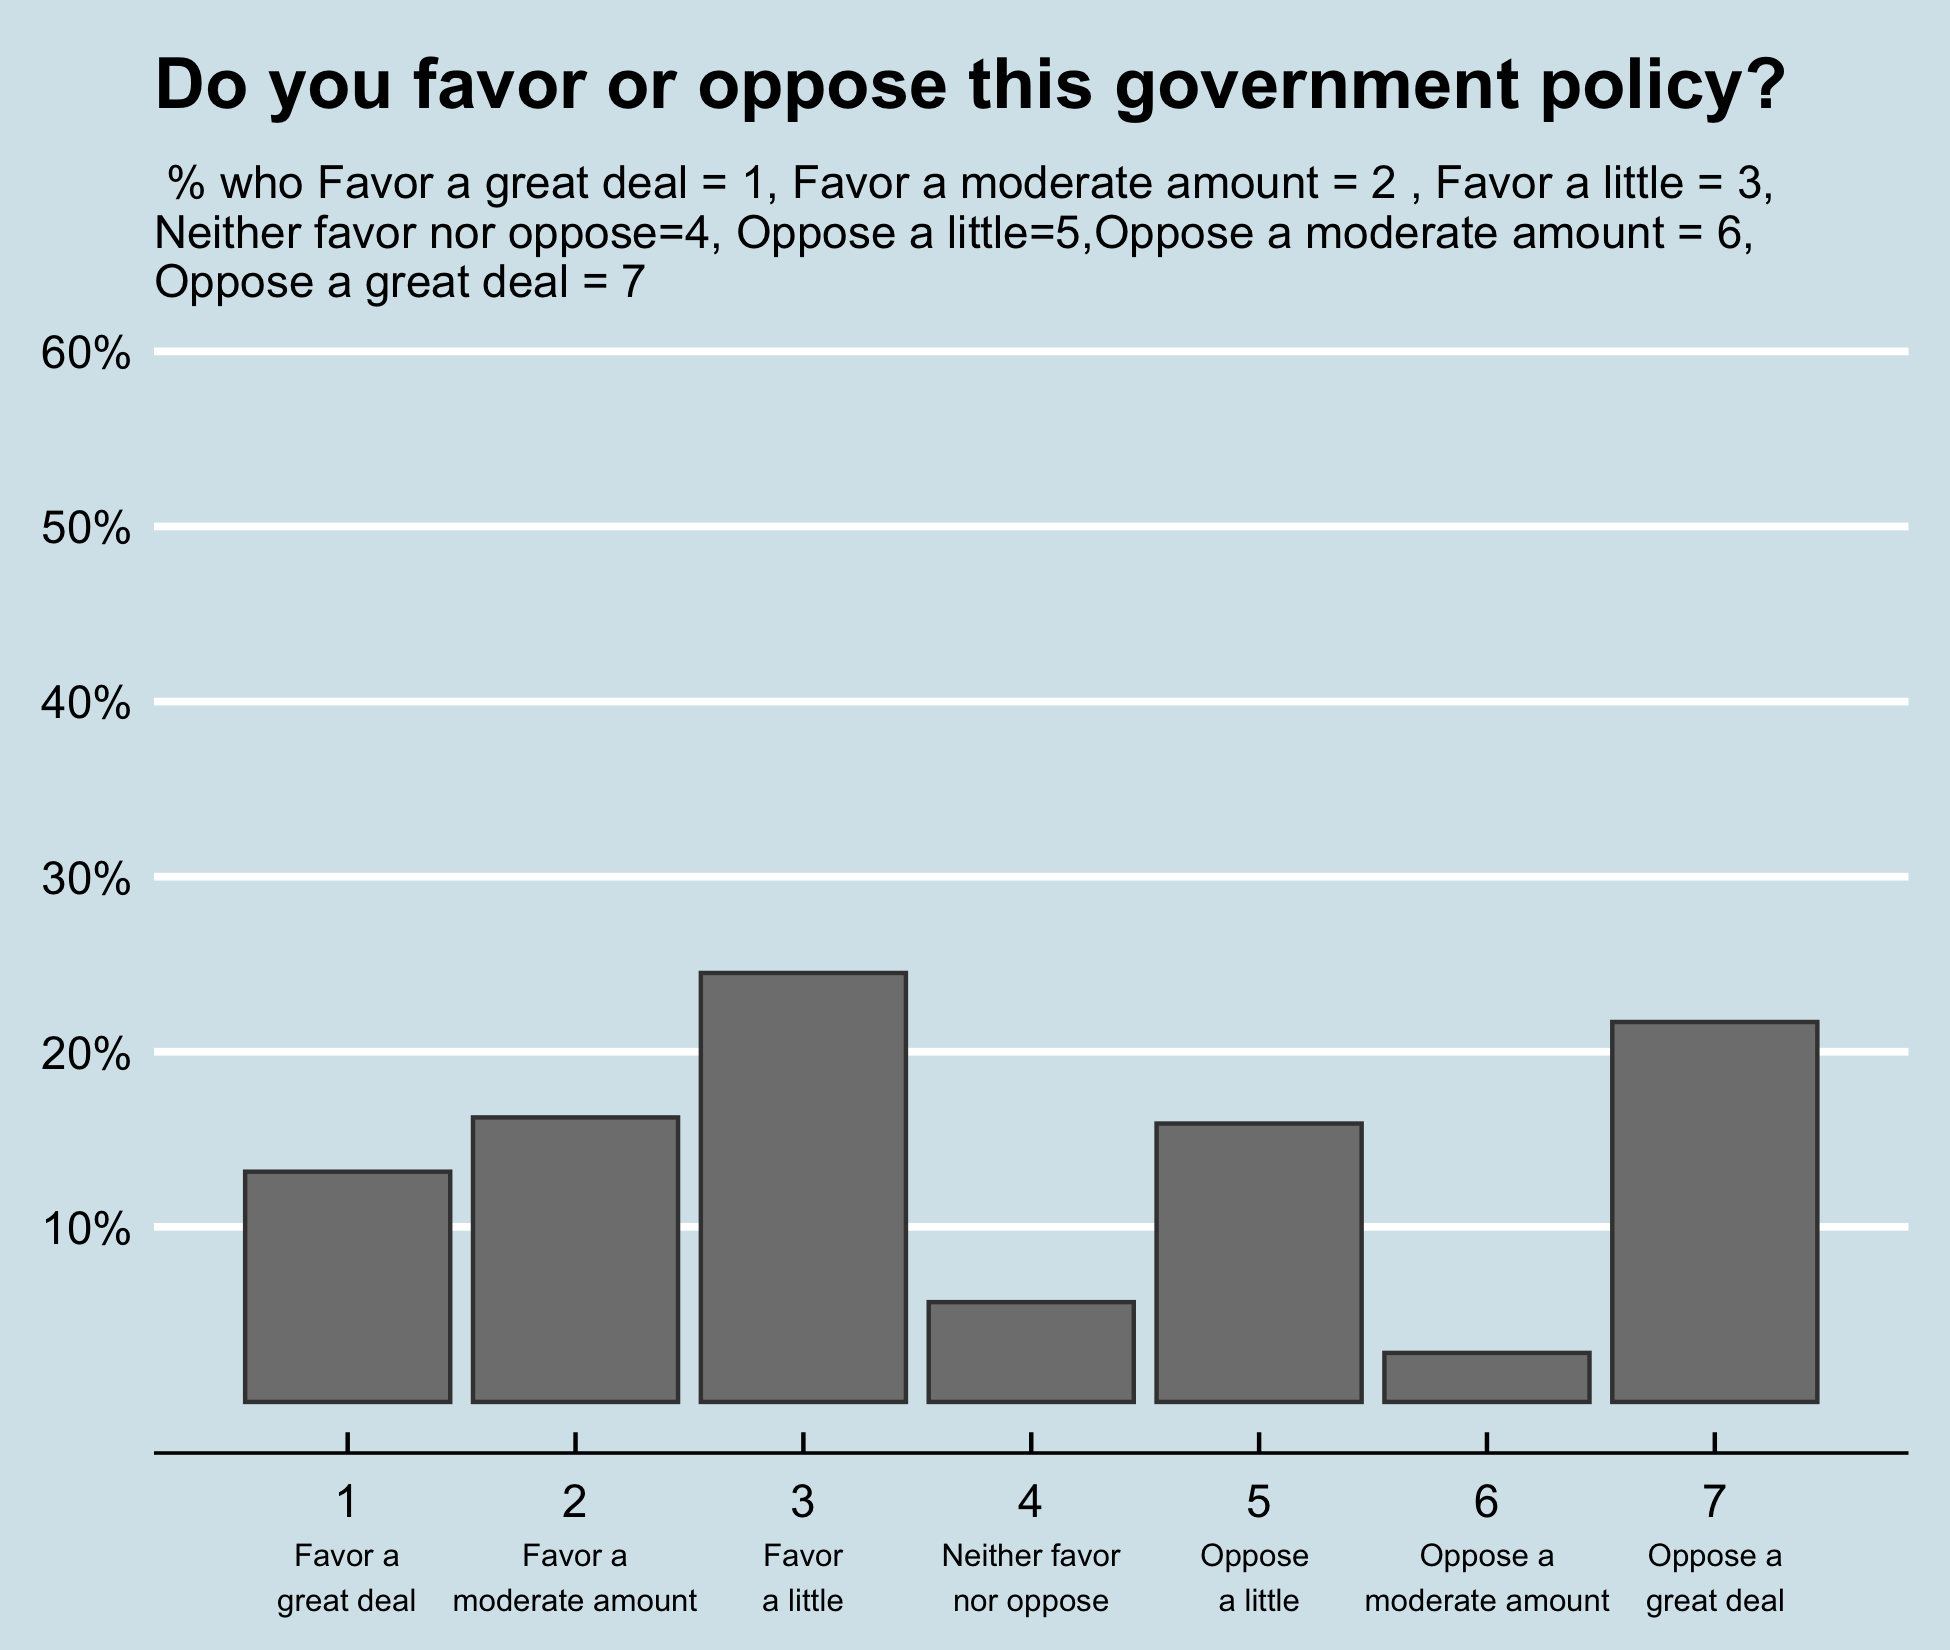 Do you favor or oppose this government policy?
% who Favor a great deal = 1, Favor a moderate amount = 2 , Favor a little = 3,
Neither favor nor oppose=4, Oppose a little=5,Oppose a moderate amount = 6,
Oppose a great deal = 7
60%
50%
40%
30%
20%
10%
1 2 3 4 5 6 7
Favor a Favor a Favor Neither favor Oppose Oppose a Oppose a
great deal moderate amount a little nor oppose a little moderate amount great deal